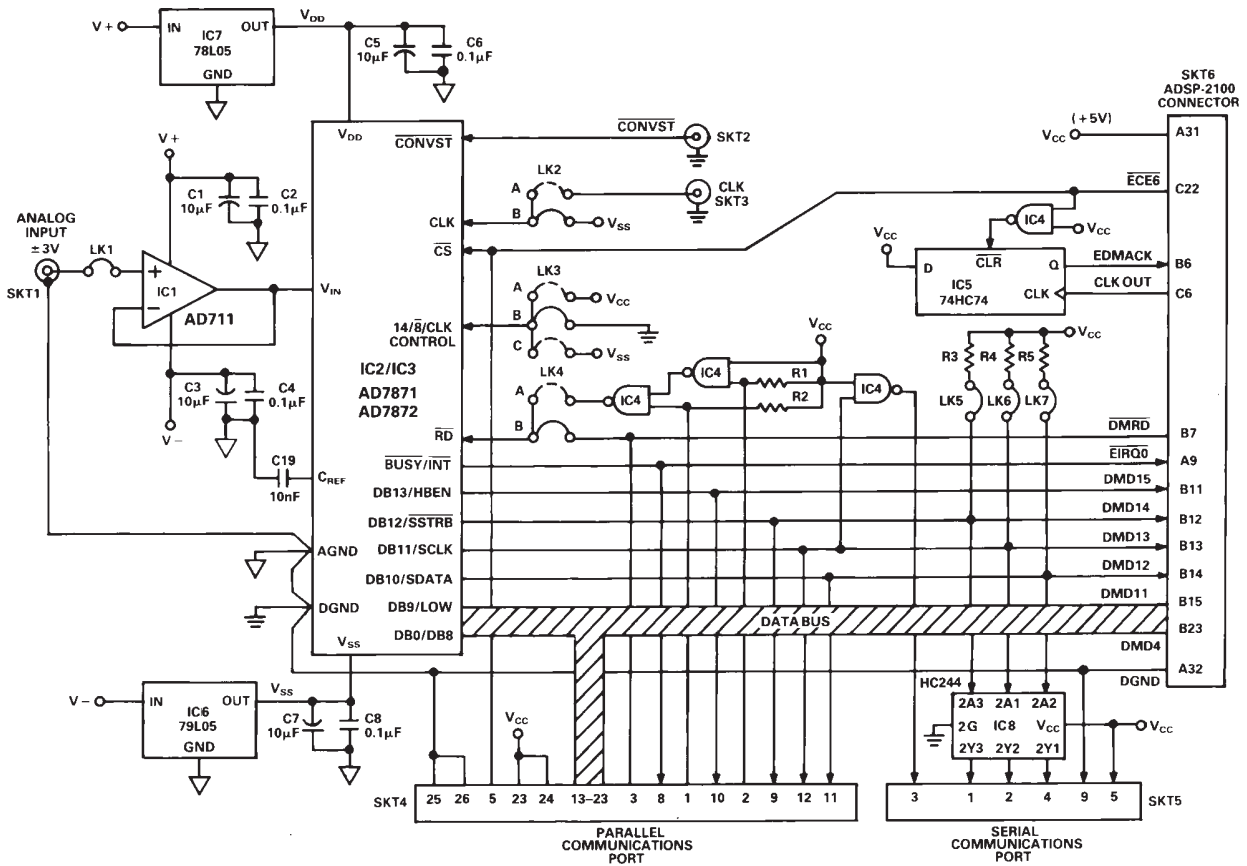 V+
IN
OUT
IC7
78L05
GND
VDD
C5
10µF
C6
0.1µF
SKT6
ADSP-2100
CONNECTOR
VCC
(+5V)
A31
VDD
CONVST
CONVST
SKT2
V+
C1
10µF
C2
0.1µF
LK2
A
B
CLK
SKT3
CLK
VSS
ECE6
C22
IC4
VCC
CS
ANALOG
INPUT
±3V
LK1
SKT1
IC1
AD711
VIN
VCC
D
CLR
Q
IC5
74HC74
CLK
EDMACK
B6
CLK OUT
C6
LK3
A
VCC
B
C
VSS
14/8/CLK
CONTROL
IC2/IC3
AD7871
AD7872
VCC
IC4
R1
R2
IC4
IC4
LK4
A
B
VCC
R3
R4
R5
LK5
LK6
LK7
C3
10µF
C4
0.1µF
V-
C19
10nF
CREF
RD
DMRD
B7
BUSY/INT
EIRQ0
A9
DB13/HBEN
DMD15
B11
DB12/SSTRB
DMD14
B12
AGND
DB11/SCLK
DMD13
B13
DB10/SDATA
DMD12
B14
DGND
DB9/LOW
DMD11
B15
DATA BUS
B23
DB0/DB8
DMD4
VSS
A32
DGND
V-
IN
OUT
IC6
79L05
GND
VSS
C7
10µF
C8
0.1µF
VCC
HC244
2A3
2A1
2A2
2G
IC8
VCC
VCC
2Y3
2Y2
2Y1
SKT4
25
26
5
23
24
13–23
3
8
1
10
2
9
12
11
3
1
2
4
9
5
SKT5
PARALLEL
COMMUNICATIONS
PORT
SERIAL
COMMUNICATIONS
PORT